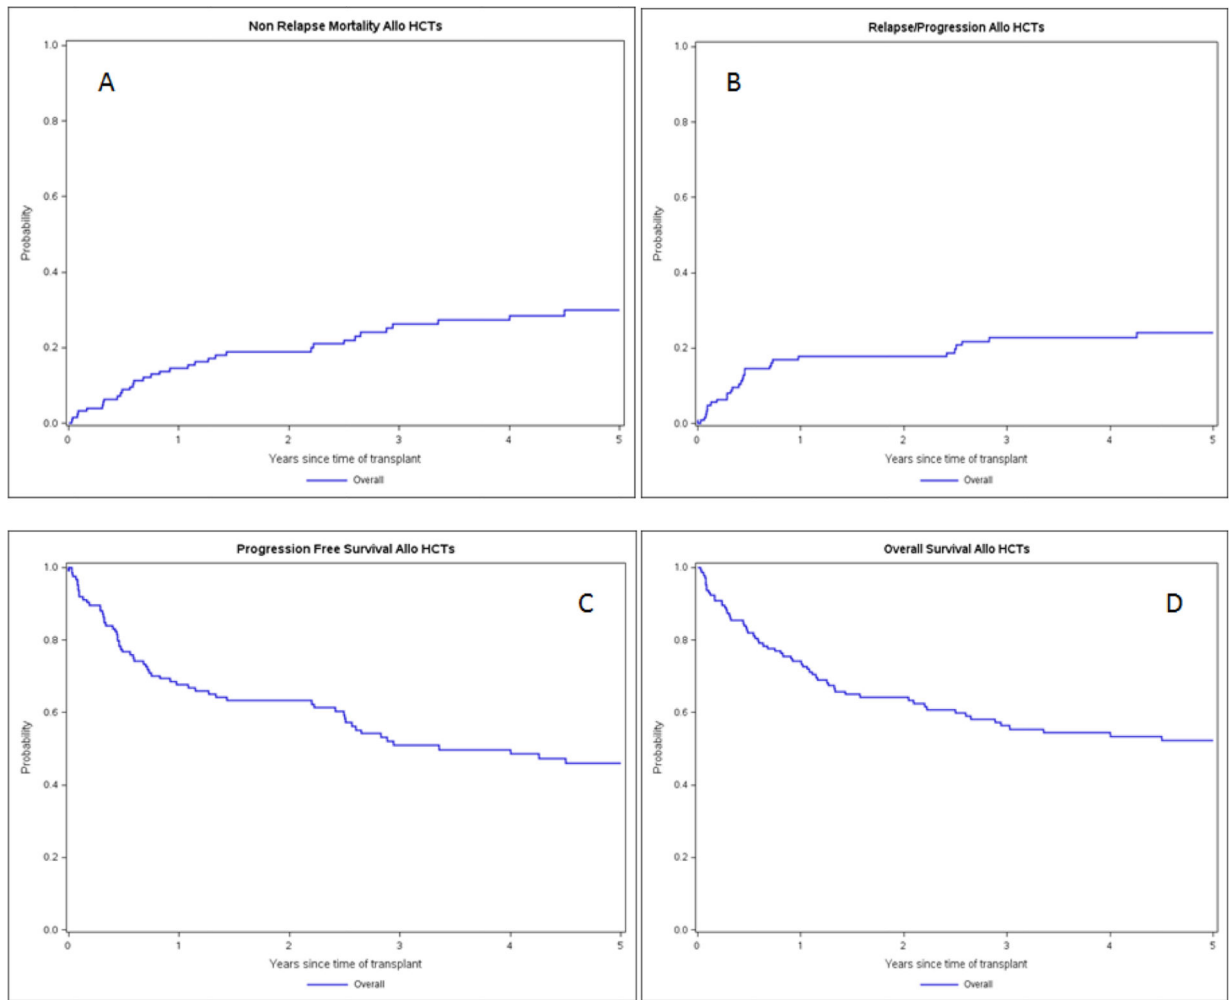 Non Relapse Mortality Allo HCTs
A
1.0
0.8
0.6
0.4
0.2
0.0
Probability
0 1 2 3 4 5
Years since time of transplant
Overall
Relapse/Progression Allo HCTs
B
1.0
0.8
0.6
0.4
0.2
0.0
Probability
0 1 2 3 4 5
Years since time of transplant
Overall
Progression Free Survival Allo HCTs
C
1.0
0.8
0.6
0.4
0.2
0.0
Probability
0 1 2 3 4 5
Years since time of transplant
Overall
Overall Survival Allo HCTs
D
1.0
0.8
0.6
0.4
0.2
0.0
Probability
0 1 2 3 4 5
Years since time of transplant
Overall